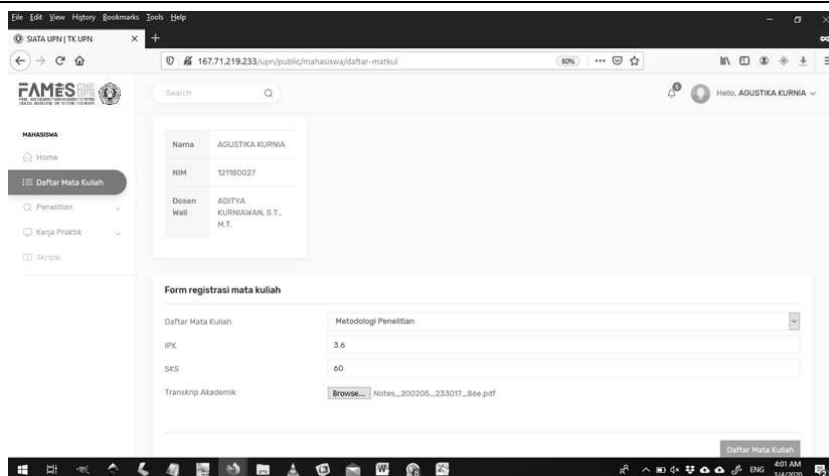 File Edit View History Bookmarks Tools Help
SIATA UPN | TK UPN
167.71.219.233/upn/public/mahasiswa/daftar-matkul
80%
FAMES
Search
Hello, AGUSTIKA KURNIA
MAHASISWA
Home
Daftar Mata Kuliah
Penelitian
Kerja Praktik
Skripsi
Nama AGUSTIKA KURNIA
NIM 121180027
Dosen Wali ADITYA
KURNIAWAN, S.T.,
M.T.
Form registrasi mata kuliah
Daftar Mata Kuliah Metodologi Penelitian
IPK 3.6
SKS 60
Transkrip Akademik Browse... Notes_200205_233017_86e.pdf
Daftar Mata Kuliah
ENG 4:01 AM
3/4/2020